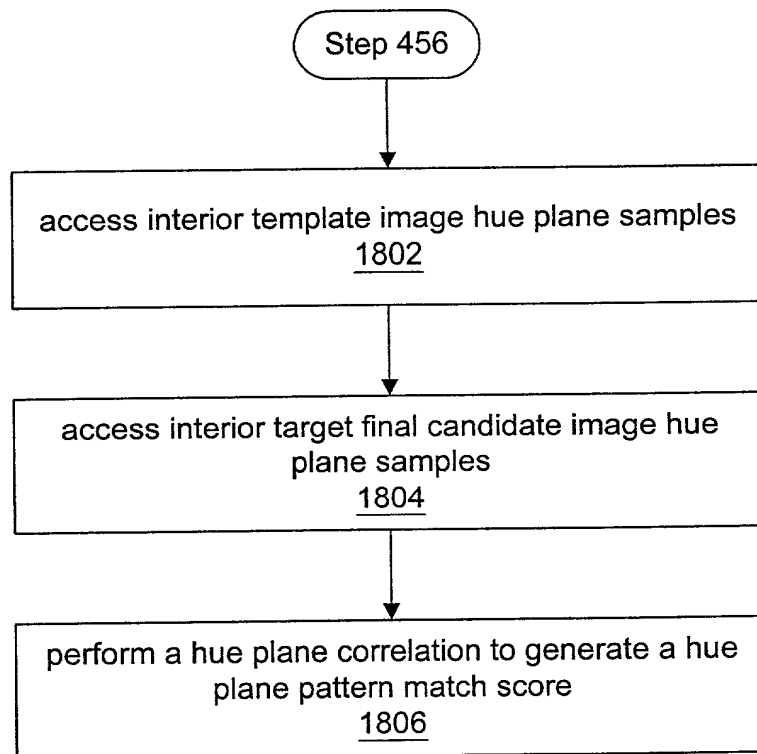 Step 456
access interior template image hue plane samples
1802
access interior target final candidate image hue
plane samples
1804
perform a hue plane correlation to generate a hue
plane pattern match score
1806